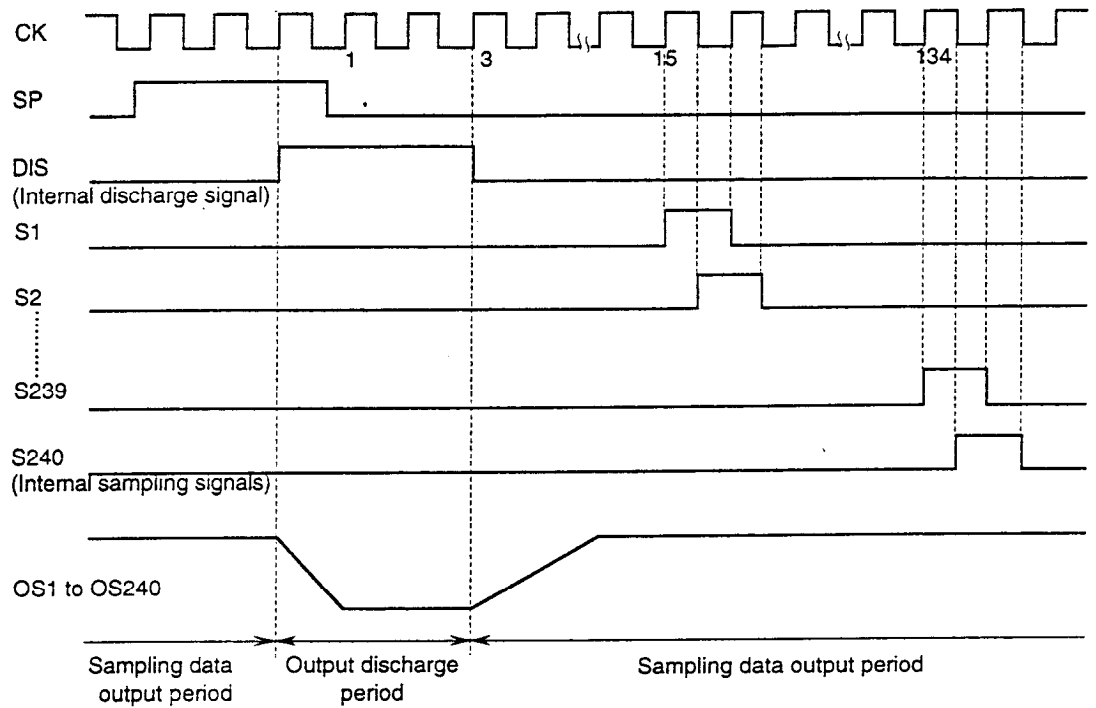 CK
1
3
15
134
SP
DIS
(Internal discharge signal)
S1
S2
S239
S240
(Internal sampling signals)
OS1 to OS240
Sampling data
output period
Output discharge
period
Sampling data output period